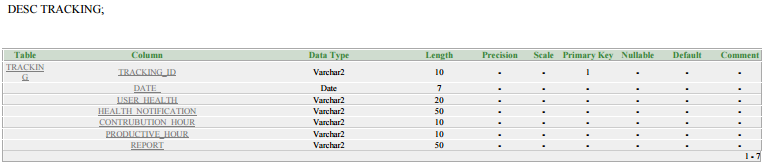 DESC TRACKING;
Table Column Data Type Length Precision Scale Primary Key Nullable Default Comment
TRACKIN
G TRACKING_ID Varchar2 10 - - 1 - - -
DATE_ Date 7 - - - - - -
USER_HEALTH Varchar2 20 - - - - - -
HEALTH_NOTIFICATION Varchar2 50 - - - - - -
CONTRUBUTION_HOUR Varchar2 10 - - - - - -
PRODUCTIVE_HOUR Varchar2 10 - - - - - -
REPORT Varchar2 50 - - - - - -
1 - 7